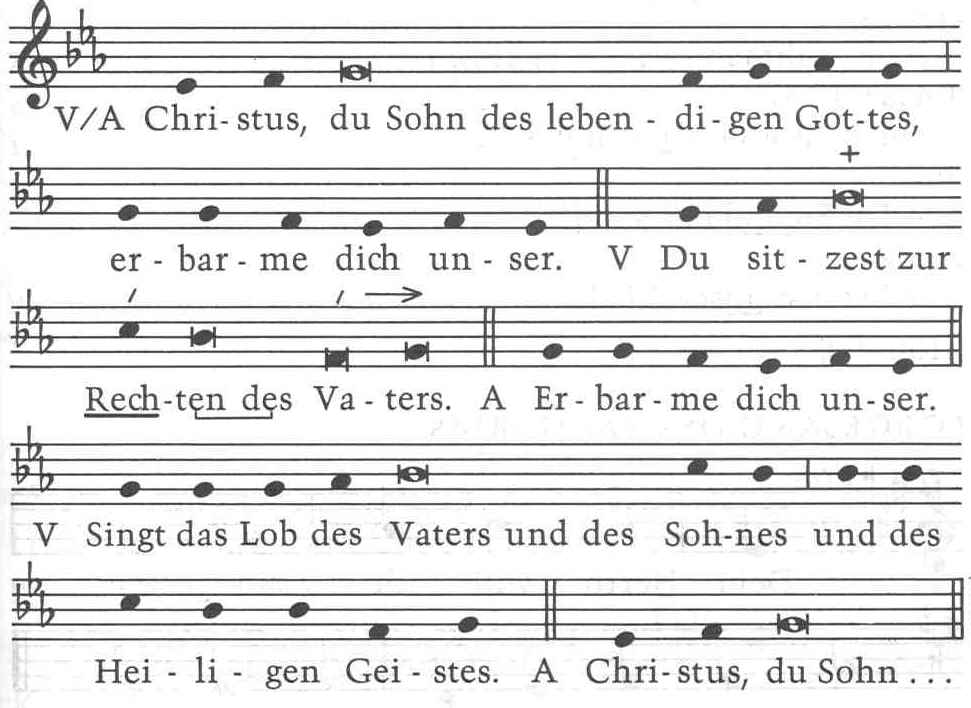 V/A Chri- stus, du Sohn des leben - di - gen Got-tes,
+
er - bar - me dich un - ser. V Du sit - zest zur
Rech-ten des Va - ters. A Er - bar - me dich un- ser.
V Singt das Lob des Vaters und des Soh-nes und des
Hei - li - gen Gei - stes. A Chri- stus, du Sohn ...